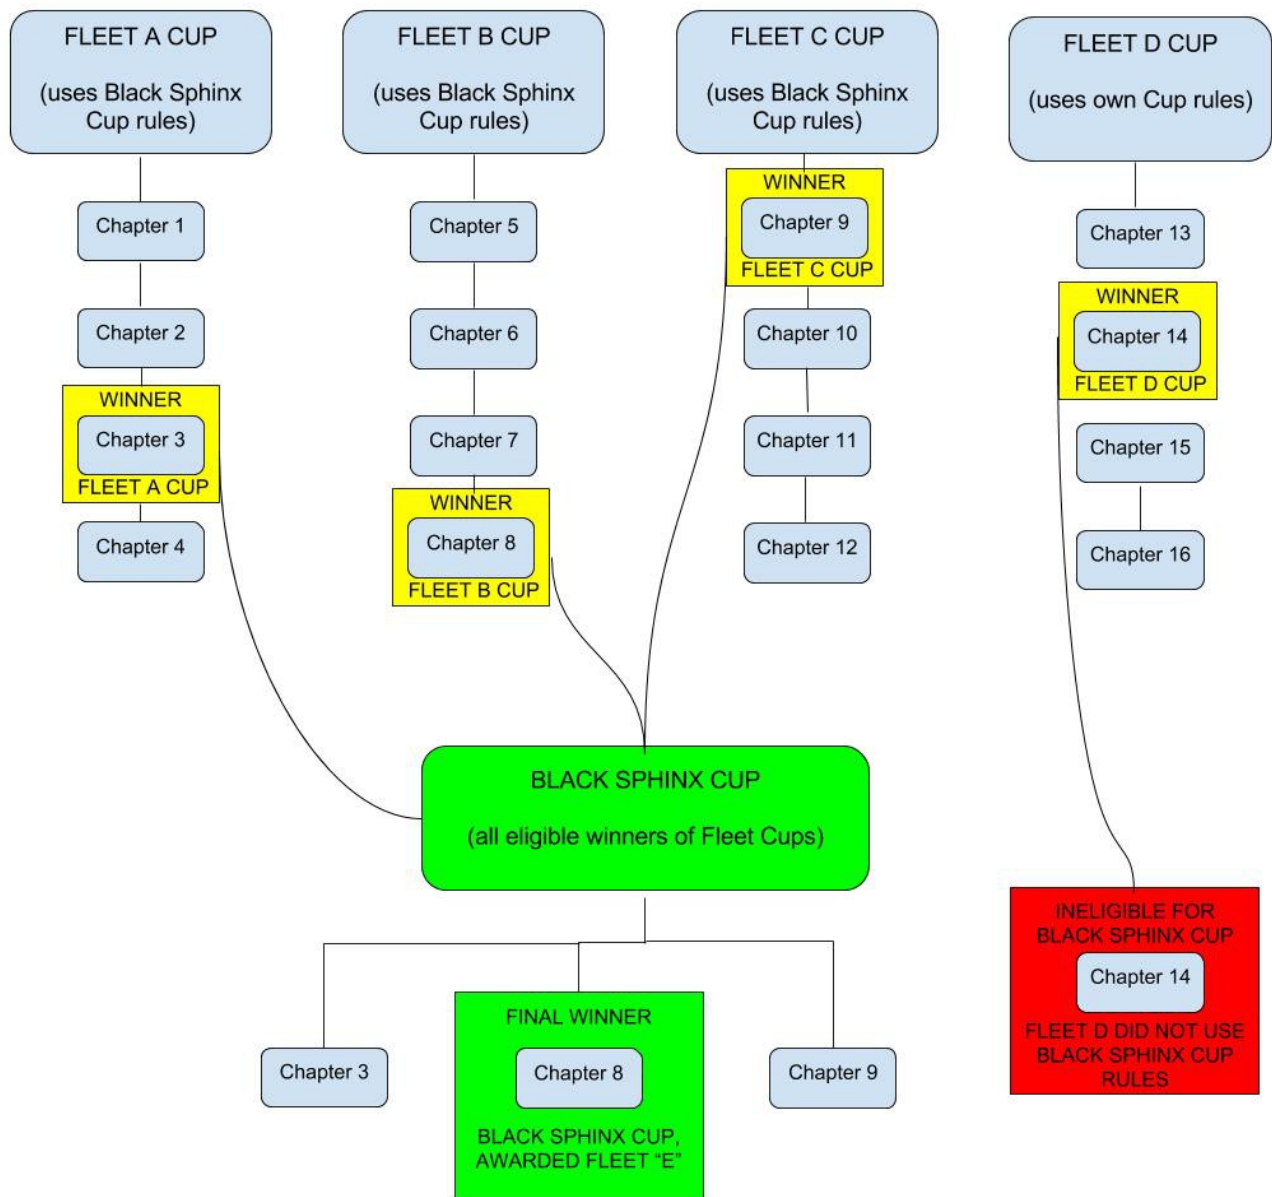 FLEET A CUP
(uses Black Sphinx
Cup rules)
Chapter 1
Chapter 2
WINNER
Chapter 3
FLEET A CUP
Chapter 4
FLEET B CUP
(uses Black Sphinx
Cup rules)
Chapter 5
Chapter 6
Chapter 7
WINNER
Chapter 8
FLEET B CUP
FLEET C CUP
(uses Black Sphinx
Cup rules)
WINNER
Chapter 9
FLEET C CUP
Chapter 10
Chapter 11
Chapter 12
FLEET D CUP
(uses own Cup rules)
Chapter 13
WINNER
Chapter 14
FLEET D CUP
Chapter 15
Chapter 16
BLACK SPHINX CUP
(all eligible winners of Fleet Cups)
Chapter 3
FINAL WINNER
Chapter 8
BLACK SPHINX CUP,
AWARDED FLEET “E”
Chapter 9
INELIGIBLE FOR
BLACK SPHINX CUP
Chapter 14
FLEET D DID NOT USE
BLACK SPHINX CUP
RULES